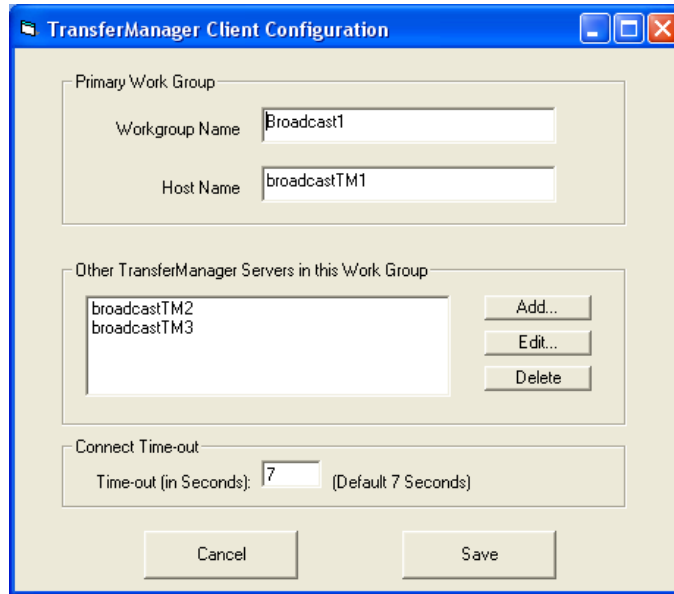 TransferManager Client Configuration
Primary Work Group
Workgroup Name Broadcast1
Host Name broadcastTM1
Other TransferManager Servers in this Work Group
broadcastTM2
broadcastTM3
Add...
Edit...
Delete
Connect Time-out
Time-out (in Seconds): 7 (Default 7 Seconds)
Cancel Save